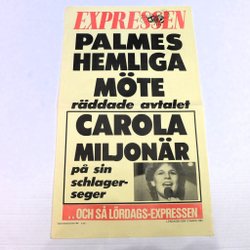 EXPRESSEN
PALMES
HEMLIGA
MÖTE
räddade avtalet
CAROLA
MILJONÄR
på sin
schlager-
seger
..OCH SÅ LÖRDAGS-EXPRESSEN